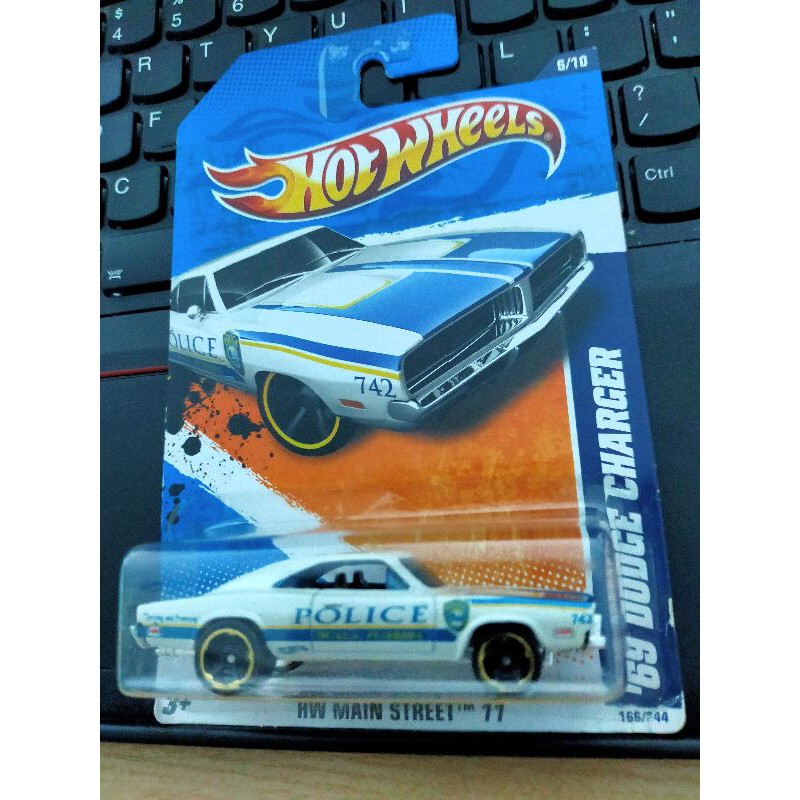 $
4
5
6
R
T
Y
U
L
:
;
"
'
F
?
/
C
Ctrl
6/10
HOT WHEELS®
OLICE
742
'69 DODGE CHARGER
POLICE
742
3+
HW MAIN STREET™ 11
166/244